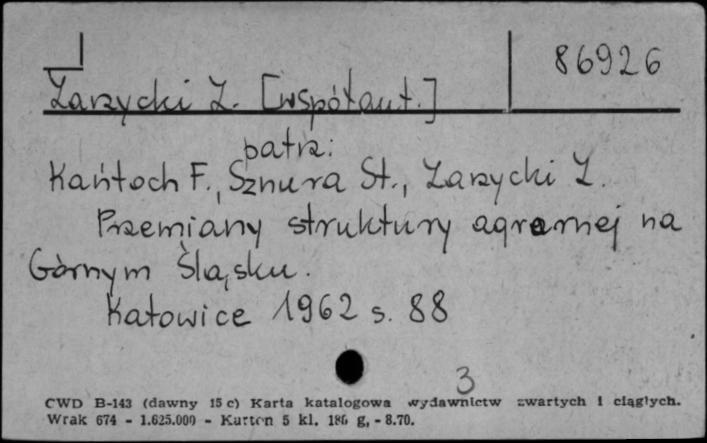 86926
Zarzycki Z. [współaut.]
patrz:
Kańtoch F., Sznura St., Zarzycki Z.
Przemiany struktury agrarnej na
Górnym Śląsku.
Katowice 1962 s. 88
3
CWD B-143 (dawny 15 c) Karta katalogowa wydawnictw zwartych i ciągłych.
Wrak 674 - 1.625.000 - Karton 5 kl. 180 g, - 8.70.